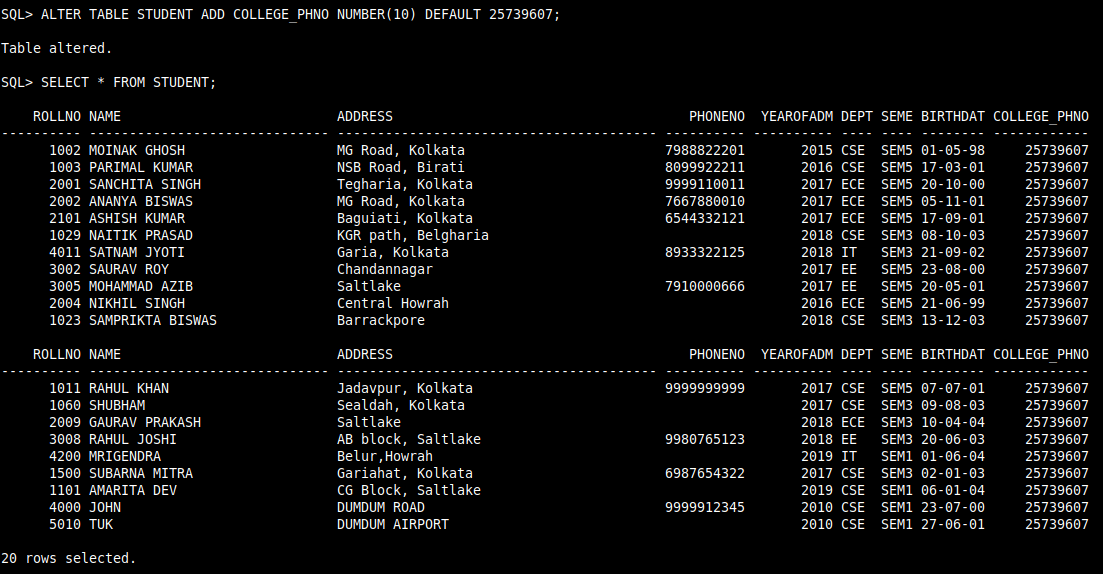 SQL> ALTER TABLE STUDENT ADD COLLEGE_PHNO NUMBER(10) DEFAULT 25739607;
Table altered.
SQL> SELECT * FROM STUDENT;
    ROLLNO NAME                           ADDRESS                                     PHONENO  YEAROFADM DEPT SEME BIRTHDAT COLLEGE_PHNO
---------- ------------------------------ ---------------------------------------- ---------- ---------- ---- ---- -------- ------------
      1002 MOINAK GHOSH                   MG Road, Kolkata                         7988822201       2015 CSE  SEM5 01-05-98     25739607
      1003 PARIMAL KUMAR                  NSB Road, Birati                         8099922211       2016 CSE  SEM5 17-03-01     25739607
      2001 SANCHITA SINGH                 Tegharia, Kolkata                        9999110011       2017 ECE  SEM5 20-10-00     25739607
      2002 ANANYA BISWAS                  MG Road, Kolkata                         7667880010       2017 ECE  SEM5 05-11-01     25739607
      2101 ASHISH KUMAR                   Baguiati, Kolkata                        6544332121       2017 ECE  SEM5 17-09-01     25739607
      1029 NAITIK PRASAD                  KGR path, Belgharia                                       2018 CSE  SEM3 08-10-03     25739607
      4011 SATNAM JYOTI                   Garia, Kolkata                           8933322125       2018 IT   SEM3 21-09-02     25739607
      3002 SAURAV ROY                     Chandannagar                                              2017 EE   SEM5 23-08-00     25739607
      3005 MOHAMMAD AZIB                  Saltlake                                 7910000666       2017 EE   SEM5 20-05-01     25739607
      2004 NIKHIL SINGH                   Central Howrah                                            2016 ECE  SEM5 21-06-99     25739607
      1023 SAMPRIKTA BISWAS               Barrackpore                                               2018 CSE  SEM3 13-12-03     25739607
    ROLLNO NAME                           ADDRESS                                     PHONENO  YEAROFADM DEPT SEME BIRTHDAT COLLEGE_PHNO
---------- ------------------------------ ---------------------------------------- ---------- ---------- ---- ---- -------- ------------
      1011 RAHUL KHAN                     Jadavpur, Kolkata                        9999999999       2017 CSE  SEM5 07-07-01     25739607
      1060 SHUBHAM                        Sealdah, Kolkata                                          2017 CSE  SEM3 09-08-03     25739607
      2009 GAURAV PRAKASH                 Saltlake                                                  2018 ECE  SEM3 10-04-04     25739607
      3008 RAHUL JOSHI                    AB block, Saltlake                       9980765123       2018 EE   SEM3 20-06-03     25739607
      4200 MRIGENDRA                      Belur,Howrah                                              2019 IT   SEM1 01-06-04     25739607
      1500 SUBARNA MITRA                  Gariahat, Kolkata                        6987654322       2017 CSE  SEM3 02-01-03     25739607
      1101 AMARITA DEV                    CG Block, Saltlake                                        2019 CSE  SEM1 06-01-04     25739607
      4000 JOHN                           DUMDUM ROAD                              9999912345       2010 CSE  SEM1 23-07-00     25739607
      5010 TUK                            DUMDUM AIRPORT                                            2010 CSE  SEM1 27-06-01     25739607
20 rows selected.